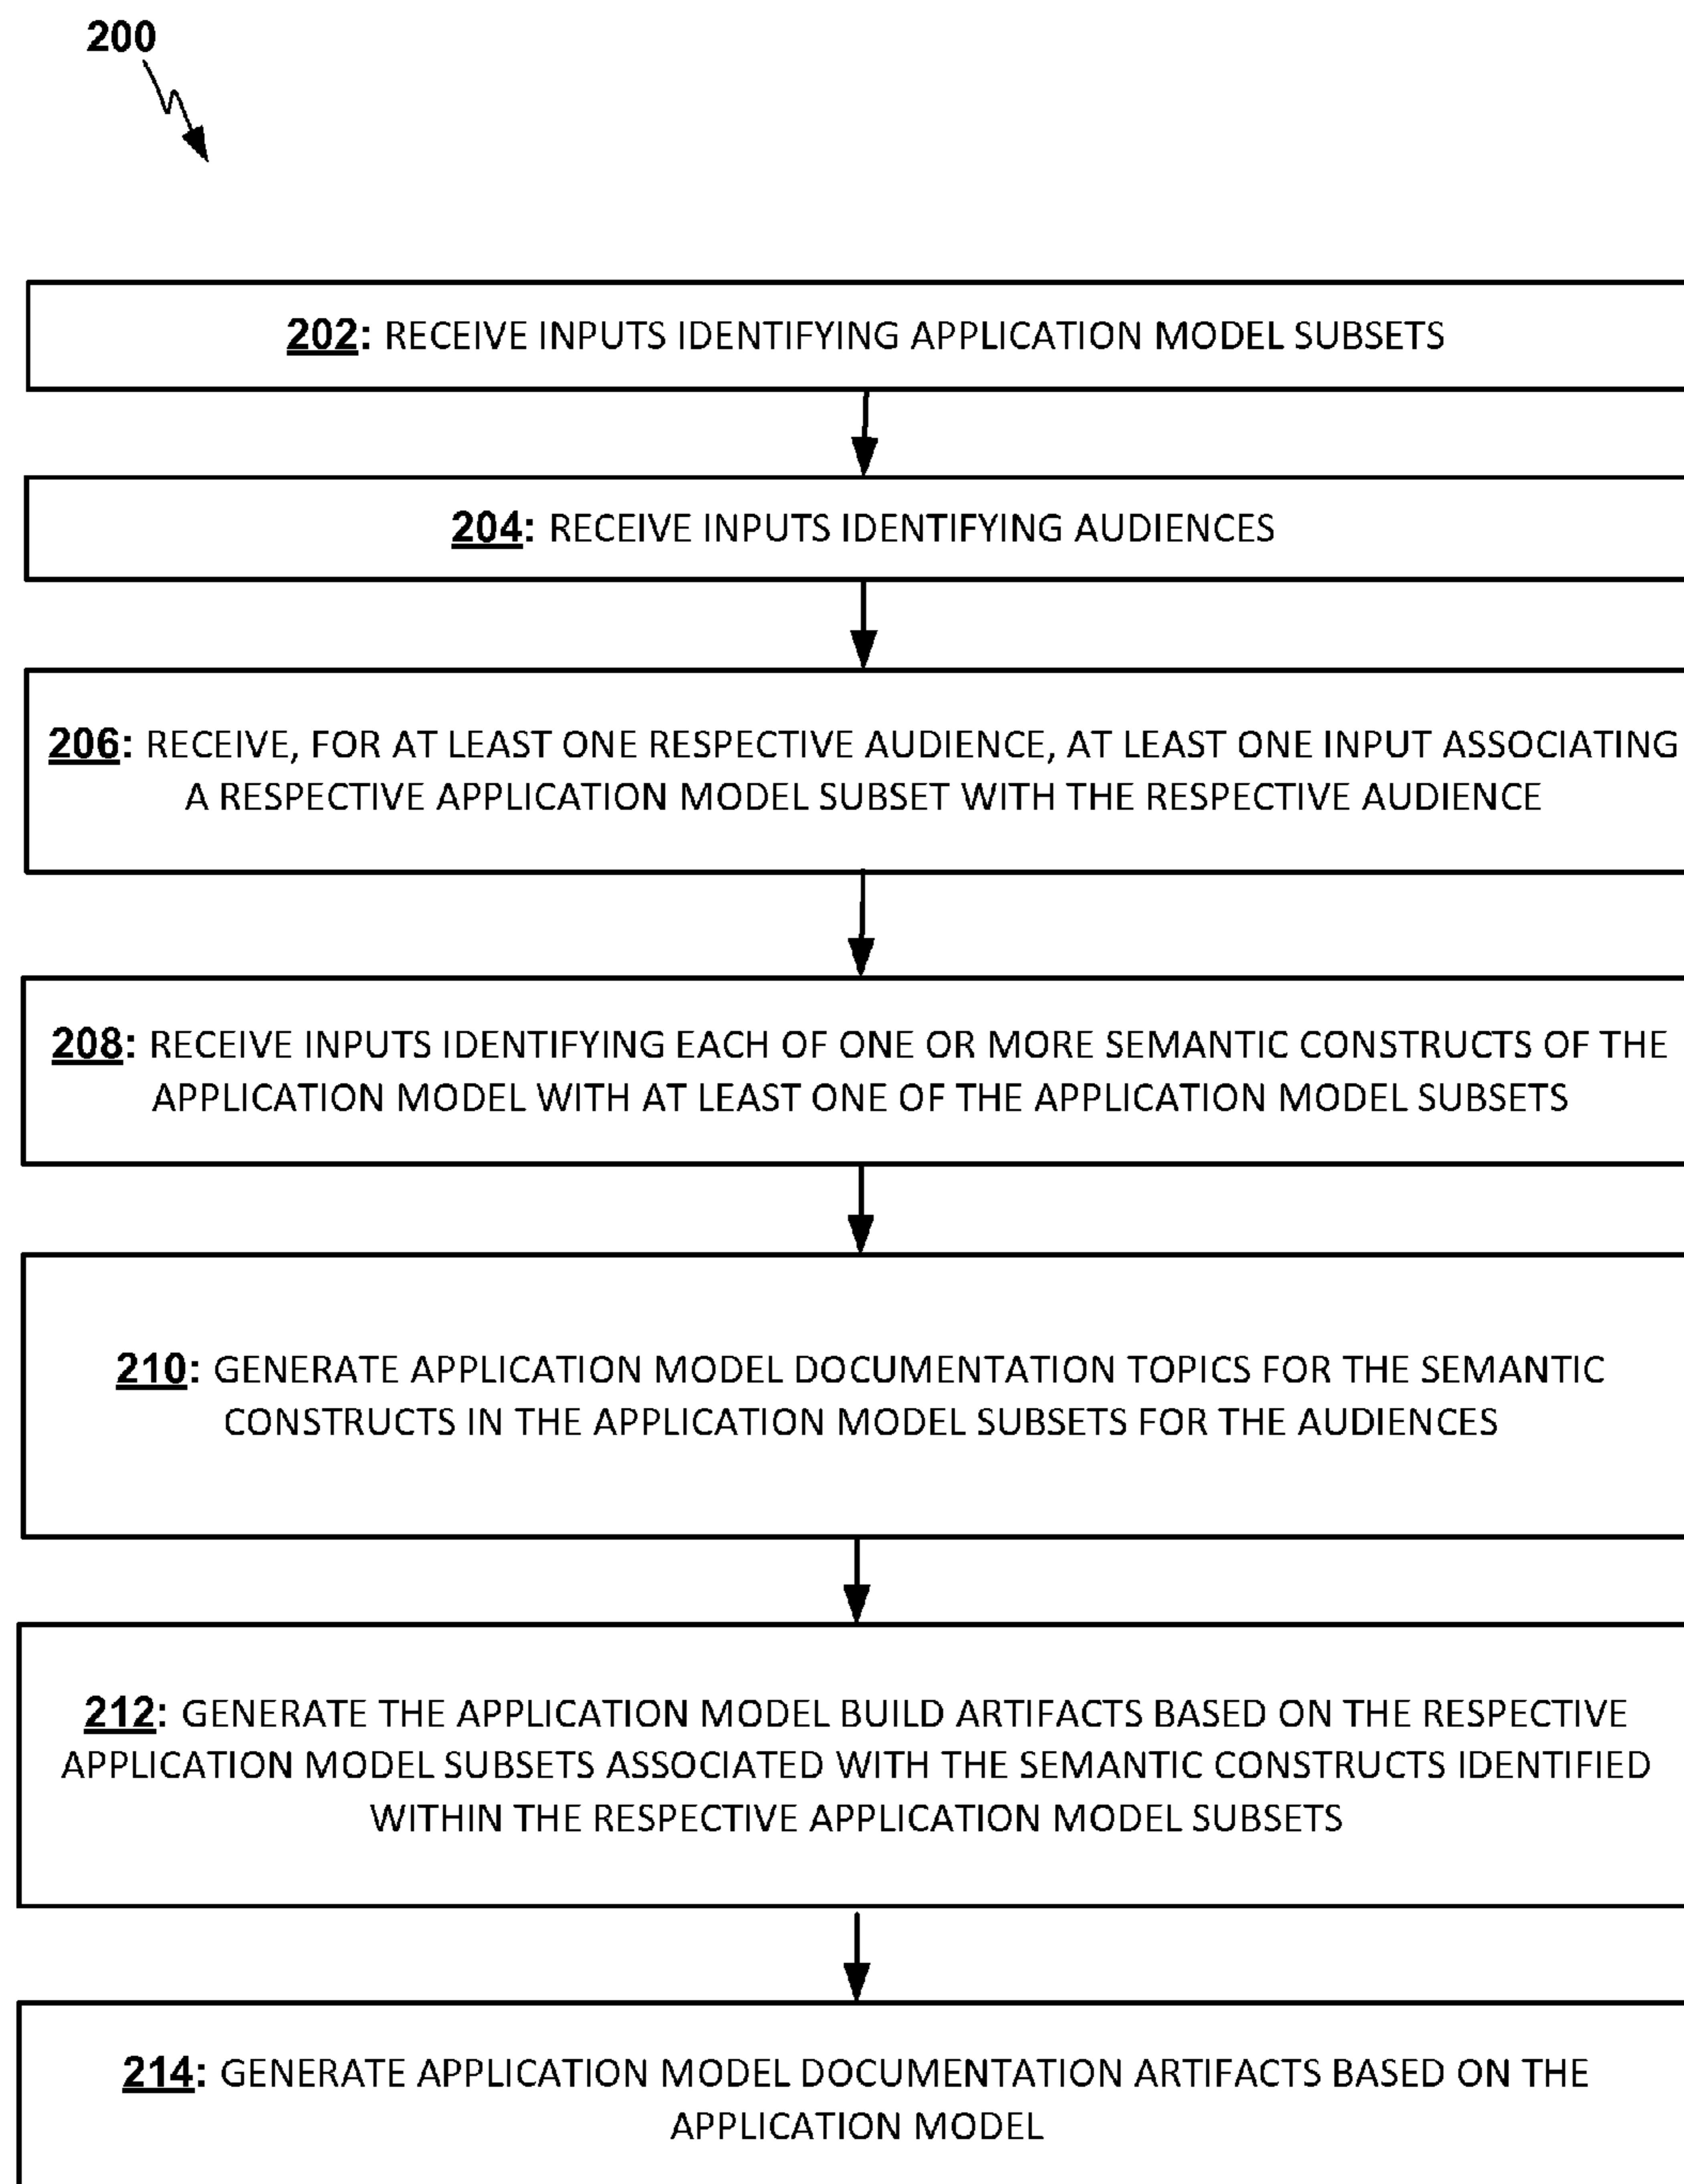 200
202: RECEIVE INPUTS IDENTIFYING APPLICATION MODEL SUBSETS
204: RECEIVE INPUTS IDENTIFYING AUDIENCES
206: RECEIVE, FOR AT LEAST ONE RESPECTIVE AUDIENCE, AT LEAST ONE INPUT ASSOCIATING
A RESPECTIVE APPLICATION MODEL SUBSET WITH THE RESPECTIVE AUDIENCE
208: RECEIVE INPUTS IDENTIFYING EACH OF ONE OR MORE SEMANTIC CONSTRUCTS OF THE
APPLICATION MODEL WITH AT LEAST ONE OF THE APPLICATION MODEL SUBSETS
210: GENERATE APPLICATION MODEL DOCUMENTATION TOPICS FOR THE SEMANTIC
CONSTRUCTS IN THE APPLICATION MODEL SUBSETS FOR THE AUDIENCES
212: GENERATE THE APPLICATION MODEL BUILD ARTIFACTS BASED ON THE RESPECTIVE
APPLICATION MODEL SUBSETS ASSOCIATED WITH THE SEMANTIC CONSTRUCTS IDENTIFIED
WITHIN THE RESPECTIVE APPLICATION MODEL SUBSETS
214: GENERATE APPLICATION MODEL DOCUMENTATION ARTIFACTS BASED ON THE
APPLICATION MODEL